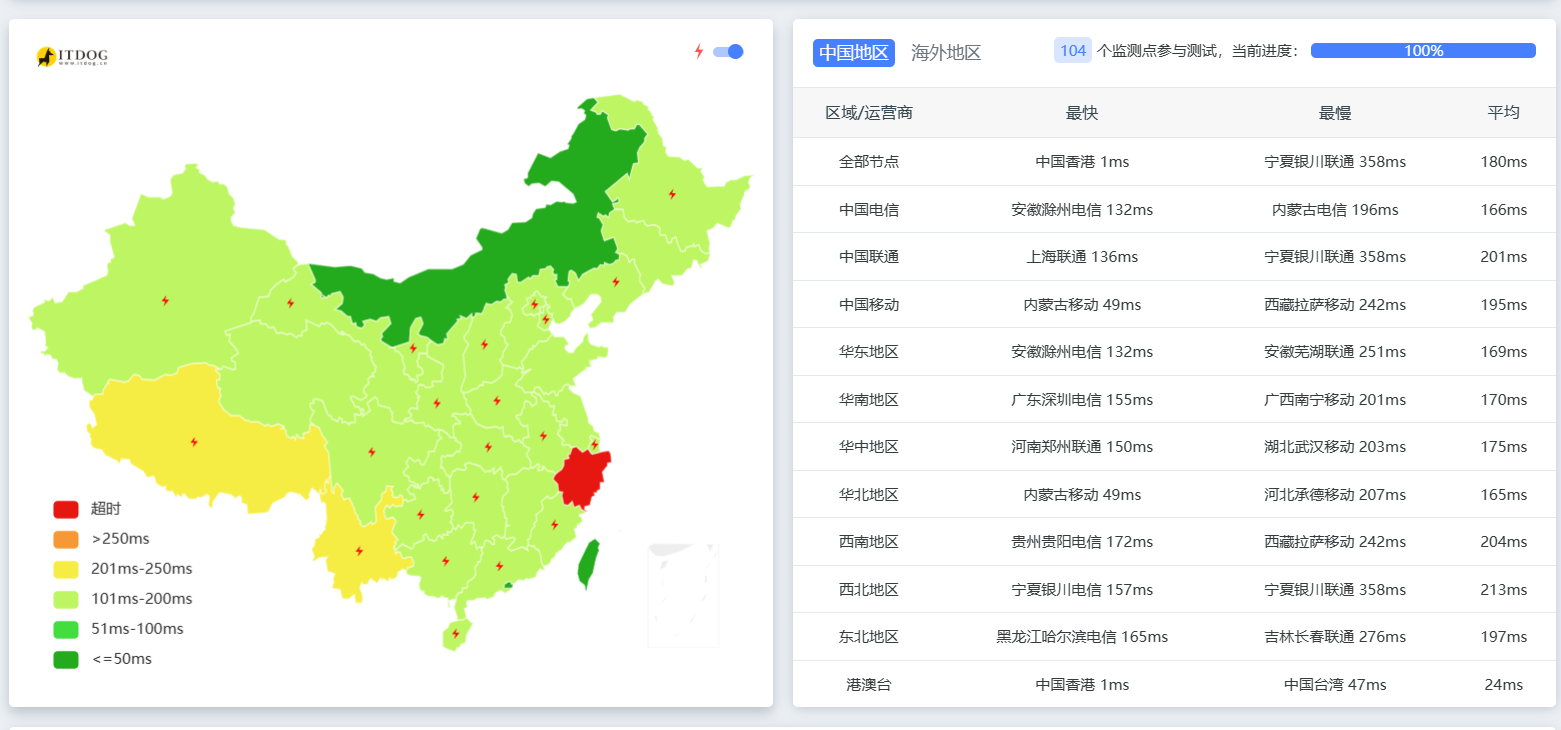 ITDOG
www.itdog.cn
超时
>250ms
201ms-250ms
101ms-200ms
51ms-100ms
<=50ms
中国地区 海外地区 104 个监测点参与测试，当前进度： 100%
区域/运营商 最快 最慢 平均
全部节点 中国香港 1ms 宁夏银川联通 358ms 180ms
中国电信 安徽滁州电信 132ms 内蒙古电信 196ms 166ms
中国联通 上海联通 136ms 宁夏银川联通 358ms 201ms
中国移动 内蒙古移动 49ms 西藏拉萨移动 242ms 195ms
华东地区 安徽滁州电信 132ms 安徽芜湖联通 251ms 169ms
华南地区 广东深圳电信 155ms 广西南宁移动 201ms 170ms
华中地区 河南郑州联通 150ms 湖北武汉移动 203ms 175ms
华北地区 内蒙古移动 49ms 河北承德移动 207ms 165ms
西南地区 贵州贵阳电信 172ms 西藏拉萨移动 242ms 204ms
西北地区 宁夏银川电信 157ms 宁夏银川联通 358ms 213ms
东北地区 黑龙江哈尔滨电信 165ms 吉林长春联通 276ms 197ms
港澳台 中国香港 1ms 中国台湾 47ms 24ms